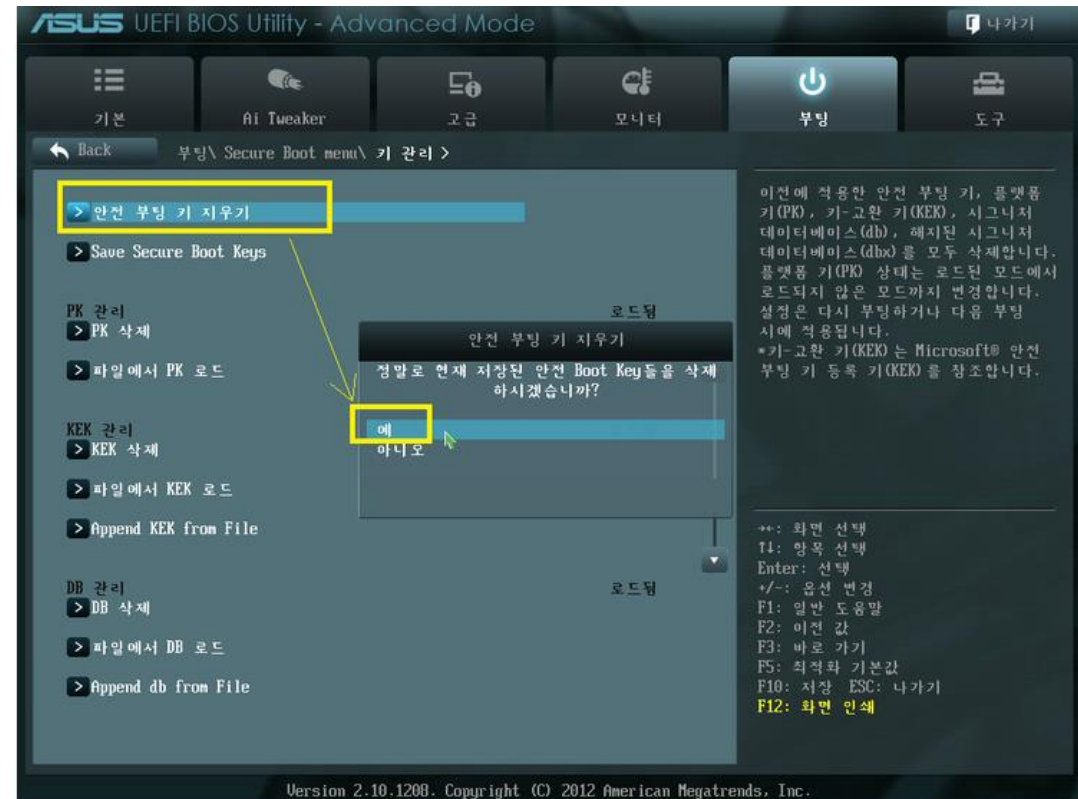 ASUS UEFI BIOS Utility - Advanced Mode
나가기
기본
Ai Tweaker
고급
모니터
부팅
도구
Back
부팅\ Secure Boot menu\ 키 관리 >
> 안전 부팅 키 지우기
> Save Secure Boot Keys
PK 관리 로드됨
> PK 삭제
> 파일에서 PK 로드
KEK 관리
> KEK 삭제
> 파일에서 KEK 로드
> Append KEK from File
DB 관리 로드됨
> DB 삭제
> 파일에서 DB 로드
> Append db from File
안전 부팅 키 지우기
정말로 현재 저장된 안전 Boot Key들을 삭제
하시겠습니까?
예
아니오
이전에 적용한 안전 부팅 키, 플랫폼
키(PK), 키-교환 키(KEK), 시그니처
데이터베이스(db), 해지된 시그니처
데이터베이스(dbx)를 모두 삭제합니다.
플랫폼 키(PK) 상태는 로드된 모드에서
로드되지 않은 모드까지 변경합니다.
설정은 다시 부팅하거나 다음 부팅
시에 적용됩니다.
*키-교환 키(KEK)는 Microsoft® 안전
부팅 키 등록 키(KEK)를 참조합니다.
→←: 화면 선택
↑↓: 항목 선택
Enter: 선택
+/-: 옵션 변경
F1: 일반 도움말
F2: 이전 값
F3: 바로 가기
F5: 최적화 기본값
F10: 저장 ESC: 나가기
F12: 화면 인쇄
Version 2.10.1208. Copyright (C) 2012 American Megatrends, Inc.